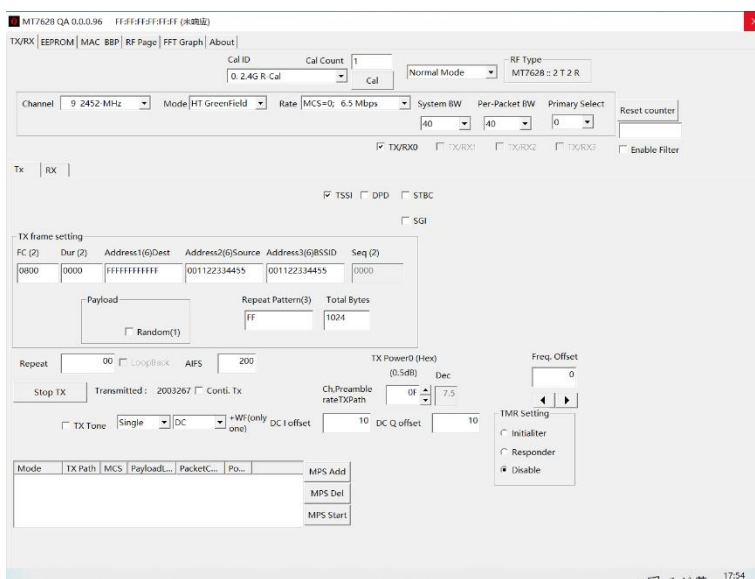 MT7628 QA 0.0.0.96 FF:FF:FF:FF:FF:FF (未响应)
TX/RX EEPROM MAC BBP RF Page FFT Graph About
Cal ID Cal Count 1 RF Type
0. 2.4G R-Cal Cal Normal Mode MT7628 :: 2 T 2 R
Channel 9 2452-MHz Mode HT GreenField Rate MCS=0; 6.5 Mbps System BW Per-Packet BW Primary Select Reset counter
40 40 0
TX/RX0 TX/RX1 TX/RX2 TX/RX3 Enable Filter
Tx RX
TSSI DPD STBC
SGI
TX frame setting
FC (2) Dur (2) Address1(6)Dest Address2(6)Source Address3(6)BSSID Seq (2)
0800 0000 FFFFFFFFFFFF 001122334455 001122334455 0000
Payload Repeat Pattern(3) Total Bytes
Random(1) FF 1024
Repeat 00 LoopBack AIFS 200 TX Power0 (Hex) Freq. Offset
(0.5dB) Dec 0
Stop TX Transmitted : 2003267 Conti. Tx Ch,Preamble 0F 7.5
rateTXPath
TX Tone Single DC +WF(only DC I offset 10 DC Q offset 10 TMR Setting
one)
Initialiter
Responder
Disable
Mode TX Path MCS PayloadL... PacketC... Po... MPS Add
MPS Del
MPS Start
17:54